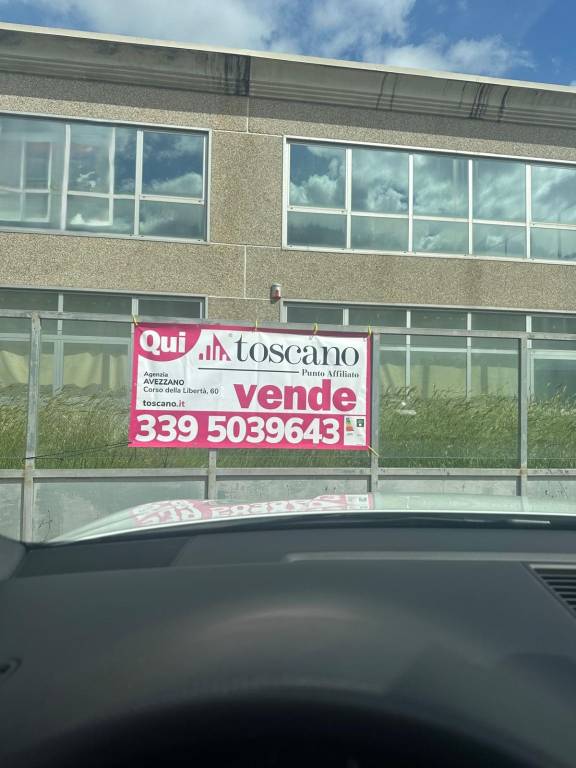 Qui toscano
Punto Affiliato
Agenzia
AVEZZANO
Corso della Libertà, 60
toscano.it
vende
339 5039643